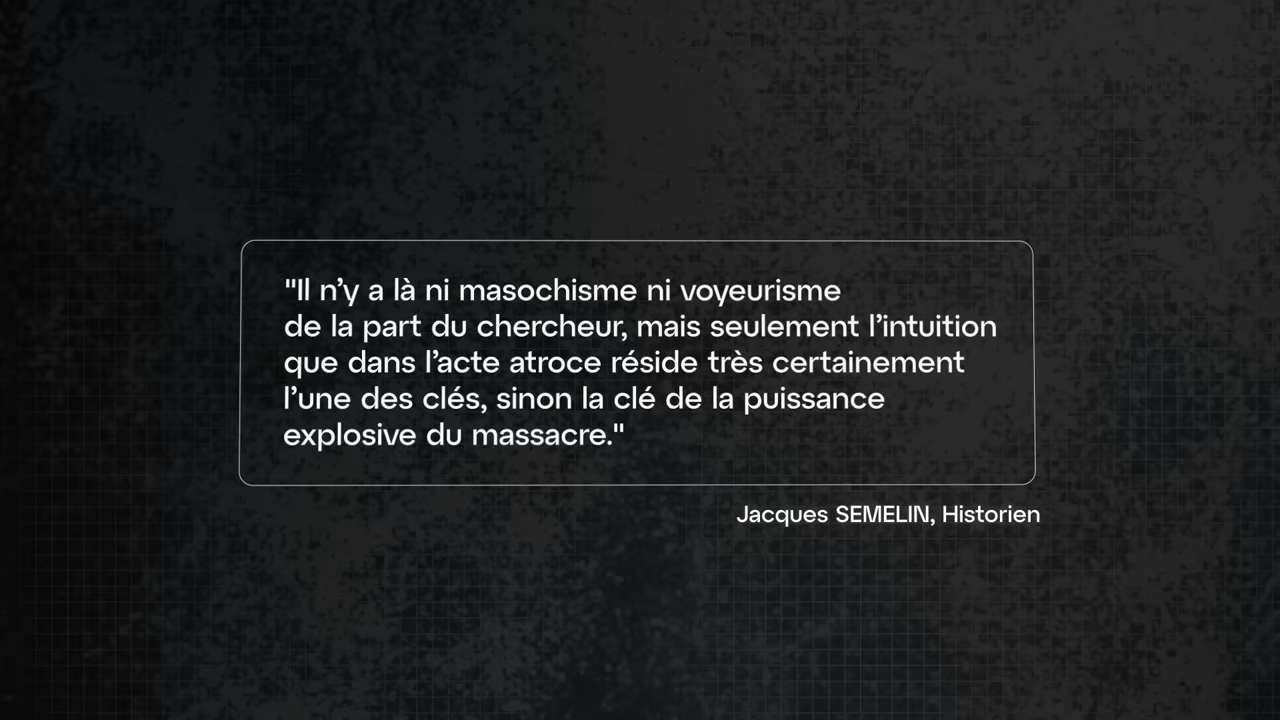 "Il n’y a là ni masochisme ni voyeurisme
de la part du chercheur, mais seulement l’intuition
que dans l’acte atroce réside très certainement
l’une des clés, sinon la clé de la puissance
explosive du massacre."
Jacques SEMELIN, Historien